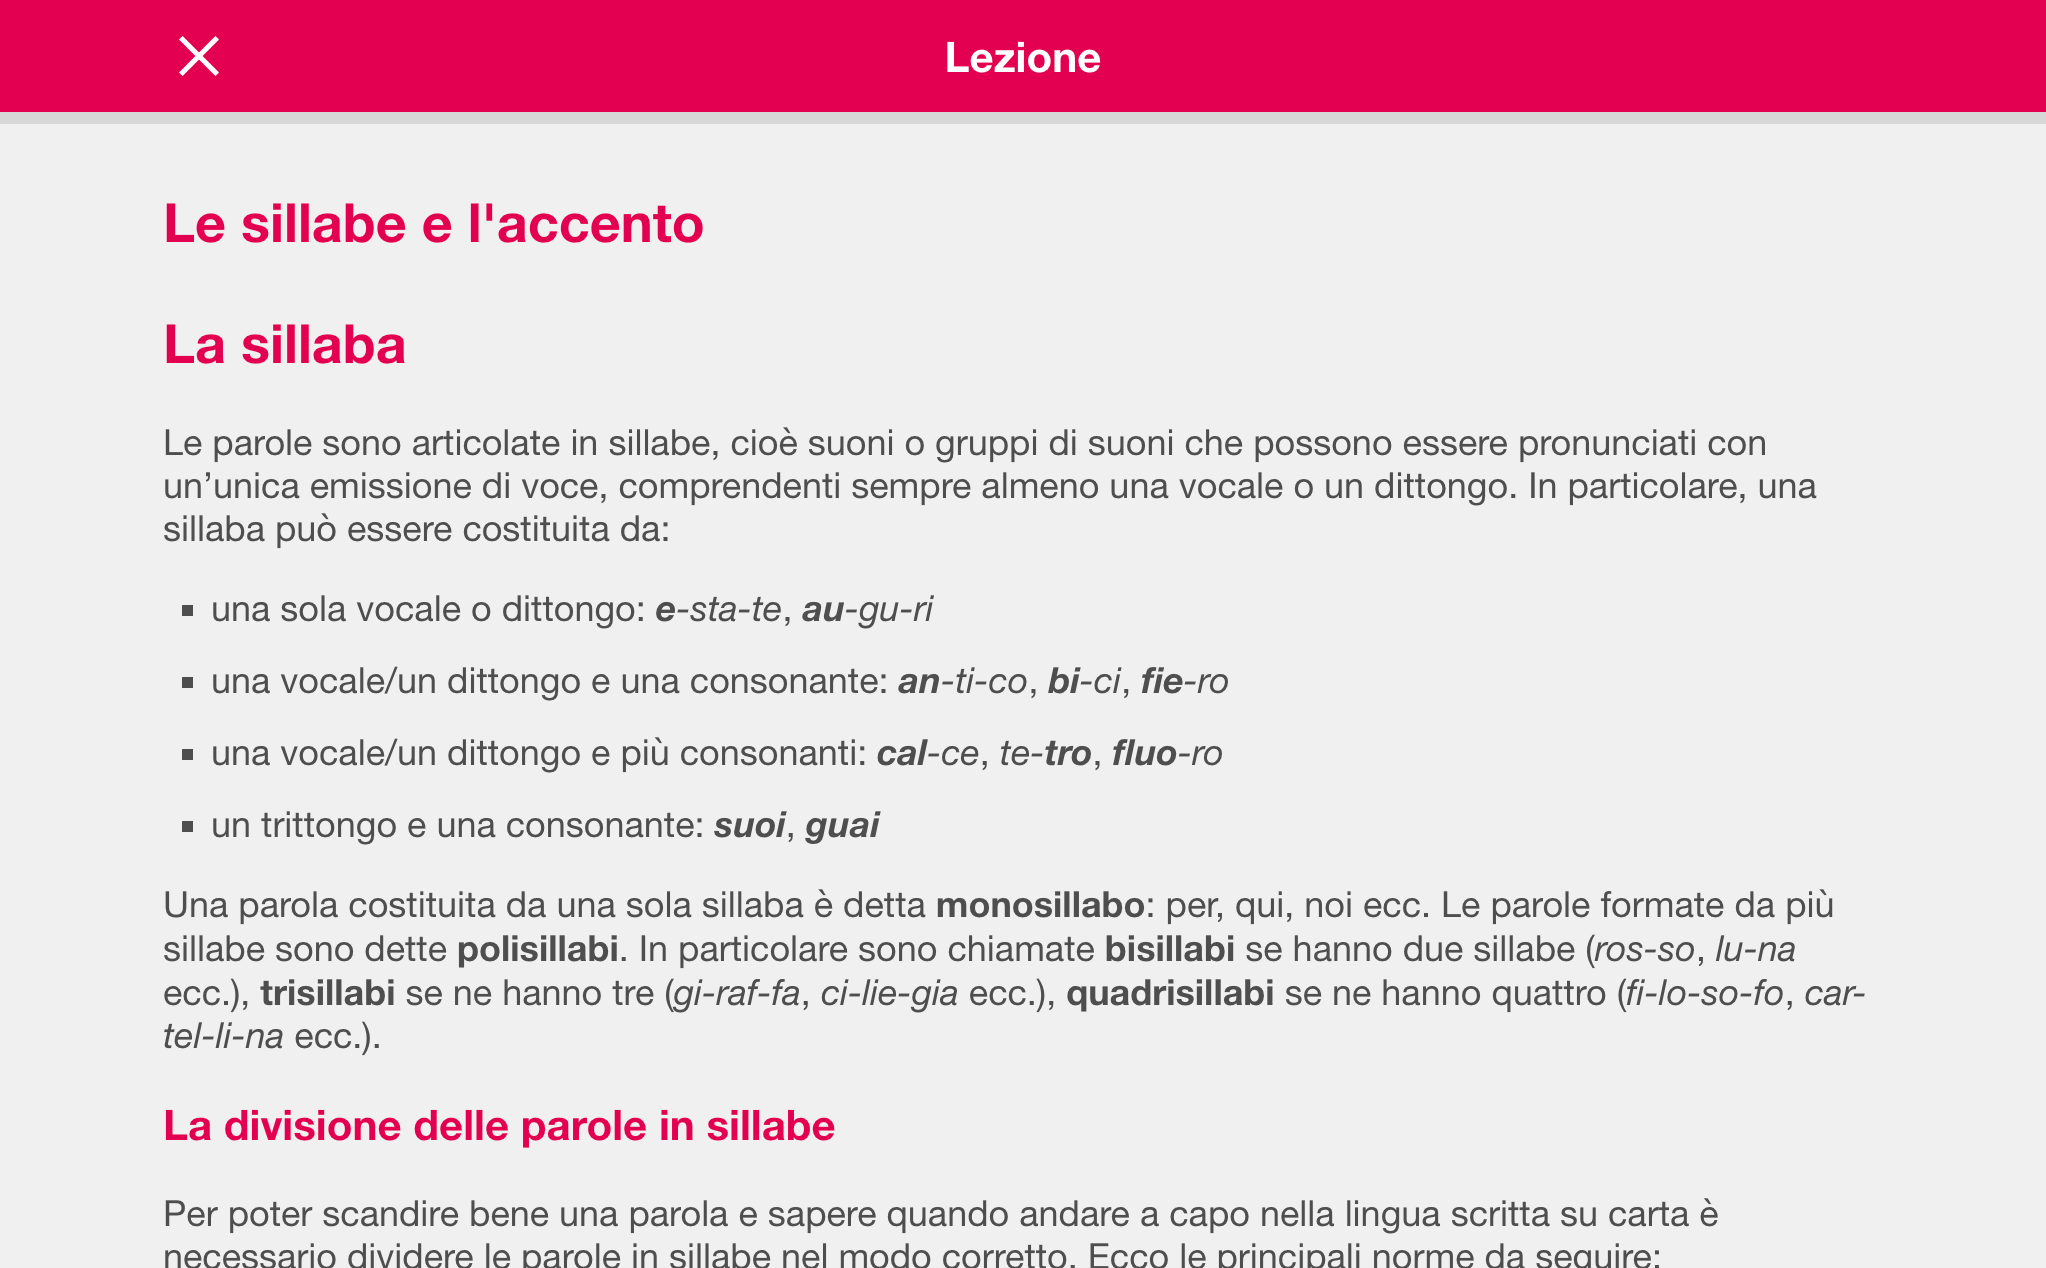 Lezione
Le sillabe e l'accento
La sillaba
Le parole sono articolate in sillabe, cioè suoni o gruppi di suoni che possono essere pronunciati con
un’unica emissione di voce, comprendenti sempre almeno una vocale o un dittongo. In particolare, una
sillaba può essere costituita da:
▪ una sola vocale o dittongo: e-sta-te, au-gu-ri
▪ una vocale/un dittongo e una consonante: an-ti-co, bi-ci, fie-ro
▪ una vocale/un dittongo e più consonanti: cal-ce, te-tro, fluo-ro
▪ un trittongo e una consonante: suoi, guai
Una parola costituita da una sola sillaba è detta monosillabo: per, qui, noi ecc. Le parole formate da più
sillabe sono dette polisillabi. In particolare sono chiamate bisillabi se hanno due sillabe (ros-so, lu-na
ecc.), trisillabi se ne hanno tre (gi-raf-fa, ci-lie-gia ecc.), quadrisillabi se ne hanno quattro (fi-lo-so-fo, car-
tel-li-na ecc.).
La divisione delle parole in sillabe
Per poter scandire bene una parola e sapere quando andare a capo nella lingua scritta su carta è
necessario dividere le parole in sillabe nel modo corretto. Ecco le principali norme da seguire: